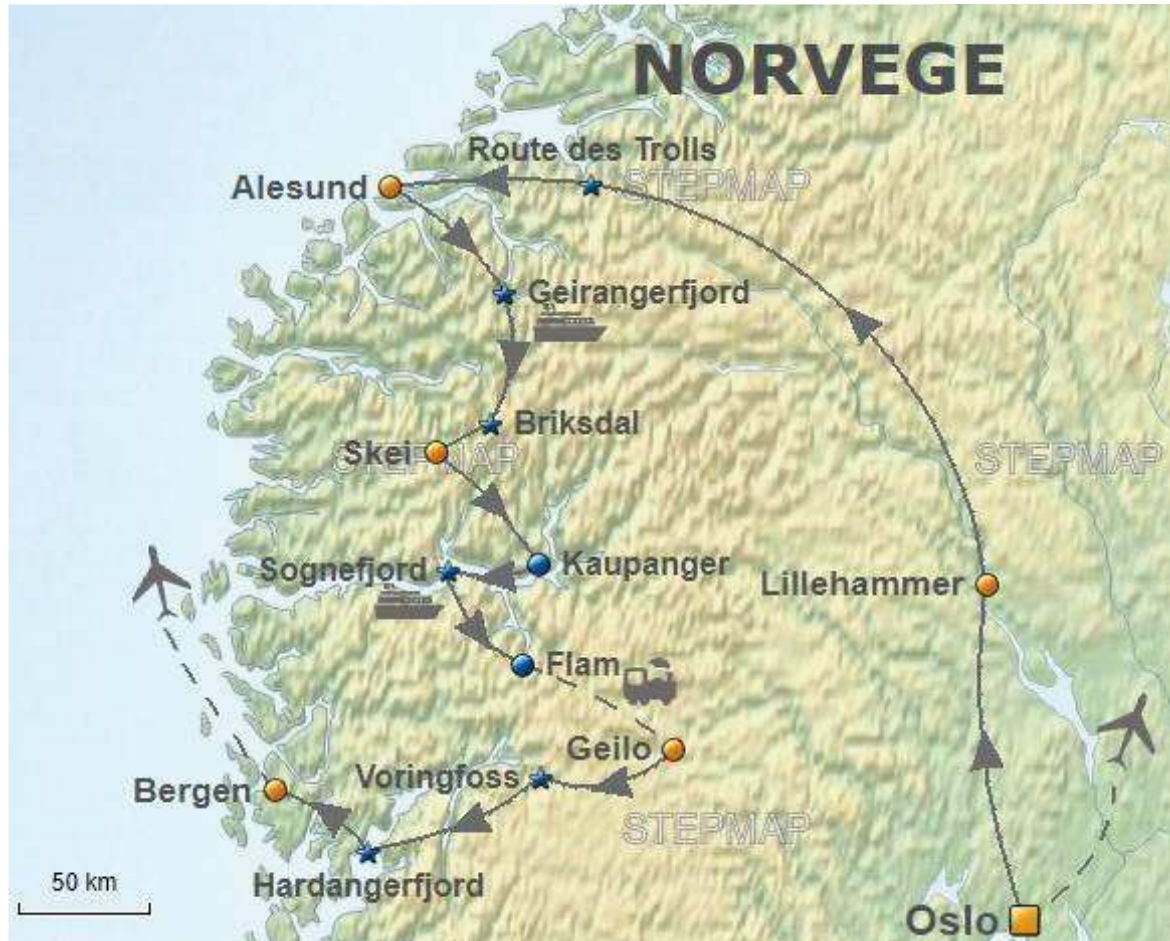 NORVEGE
Route des Trolls
STEPMAP
Alesund
Geirangerfjord
Briksdal
Skei
STEPMAP
STEPMAP
Sognefjord
Kaupanger
Lillehammer
Flam
Geilo
Voringfoss
Bergen
STEPMAP
50 km
Hardangerfjord
Oslo